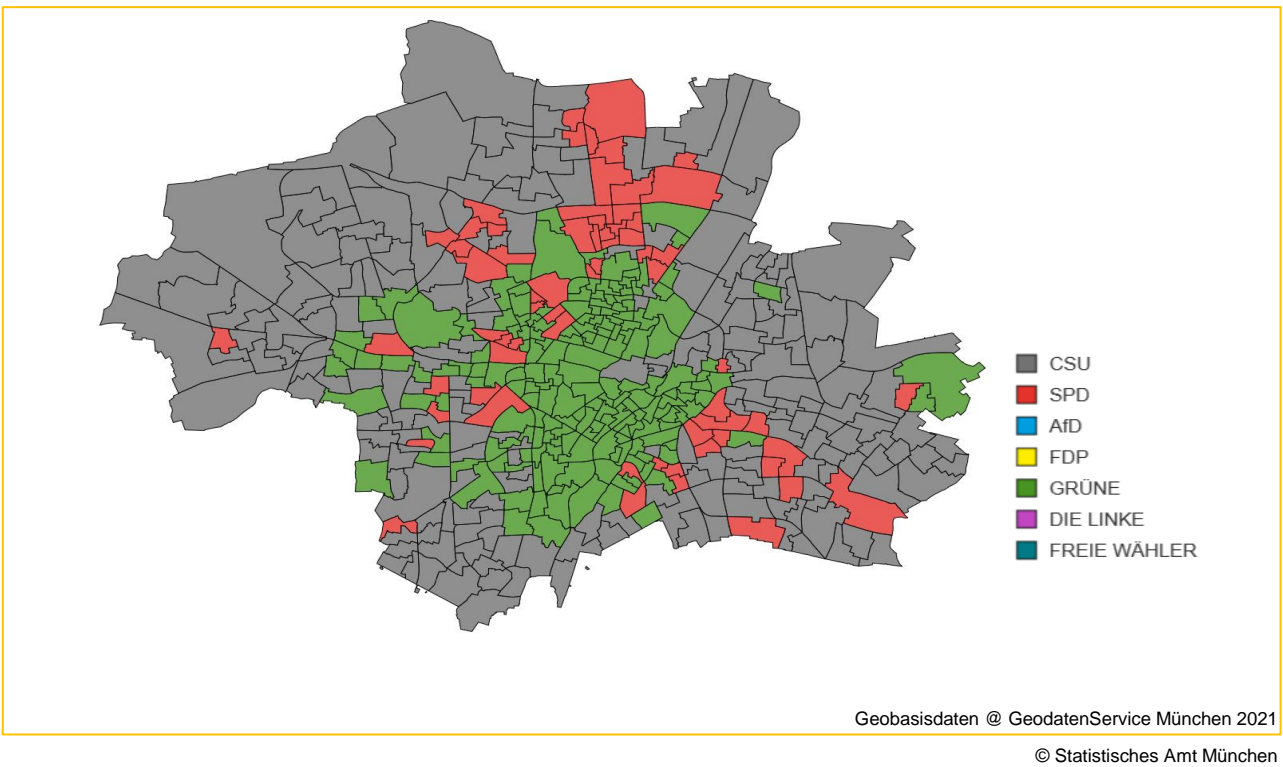 CSU
SPD
AfD
FDP
GRÜNE
DIE LINKE
FREIE WÄHLER
Geobasisdaten @ GeodatenService München 2021
© Statistisches Amt München